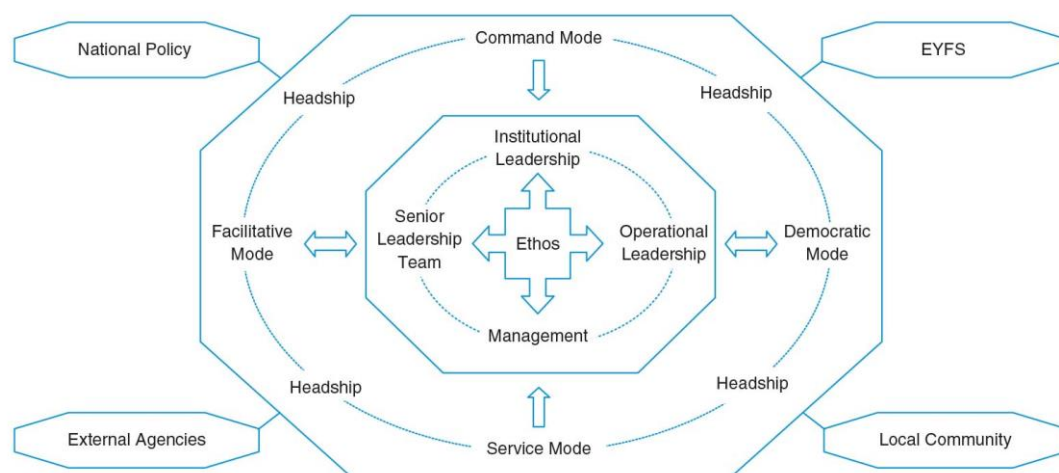 National Policy
Command Mode
EYFS
Headship
Headship
Institutional
Leadership
Facilitative
Mode
Senior
Leadership
Team
Ethos
Operational
Leadership
Democratic
Mode
Management
Headship
Headship
External Agencies
Service Mode
Local Community